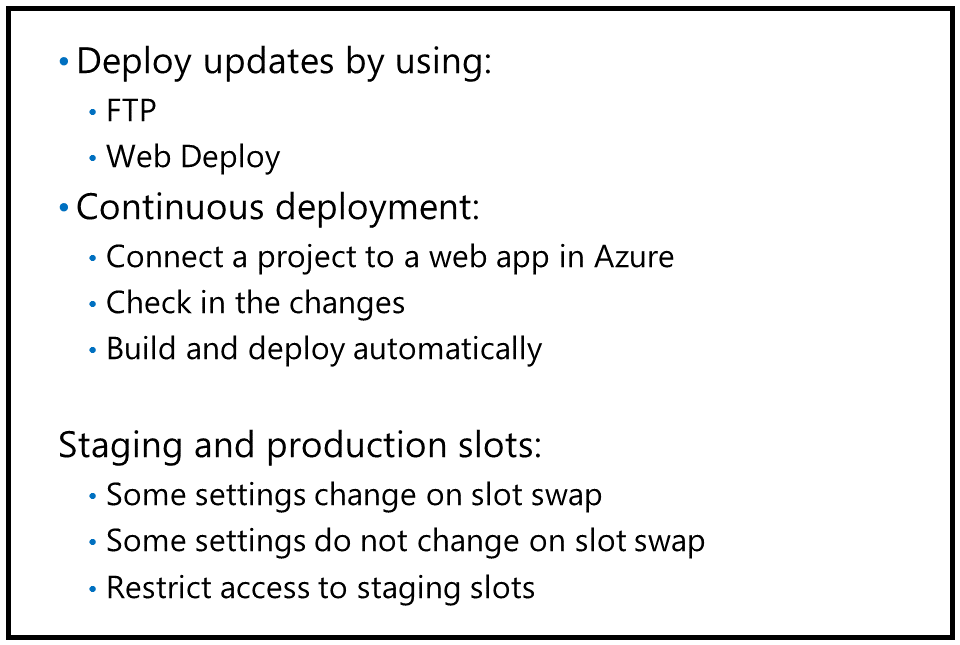 • Deploy updates by using:
• FTP
• Web Deploy
• Continuous deployment:
• Connect a project to a web app in Azure
• Check in the changes
• Build and deploy automatically
Staging and production slots:
• Some settings change on slot swap
• Some settings do not change on slot swap
• Restrict access to staging slots